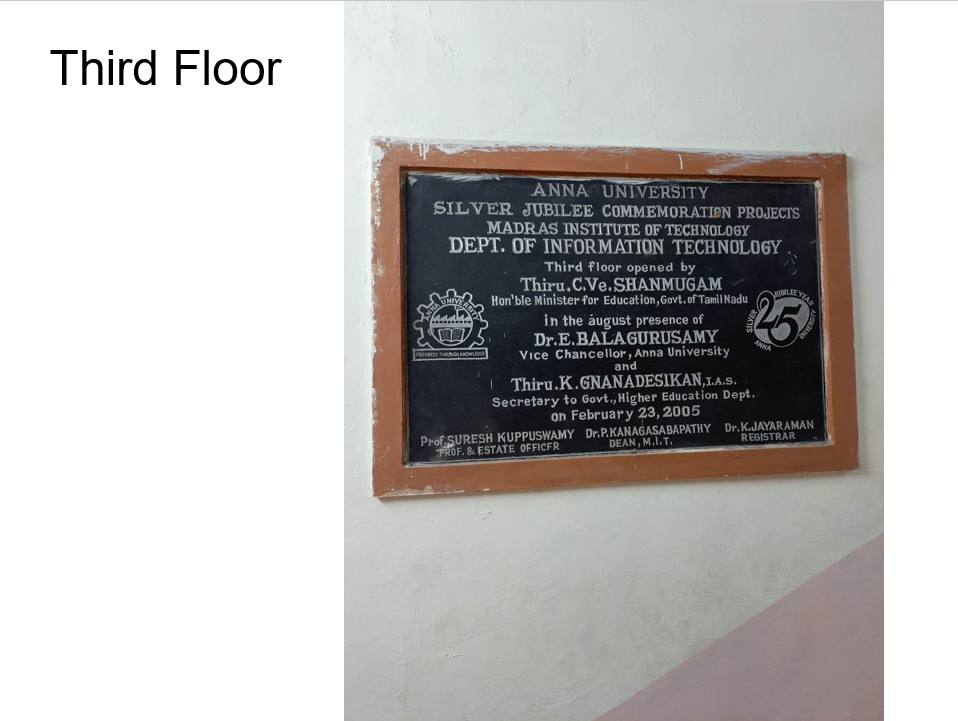 Third Floor
ANNA UNIVERSITY
SILVER JUBILEE COMMEMORATION PROJECTS
MADRAS INSTITUTE OF TECHNOLOGY
DEPT. OF INFORMATION TECHNOLOGY
Third floor opened by
Thiru.C.Ve.SHANMUGAM
Hon'ble Minister for Education,Govt.of Tamil Nadu
in the august presence of
Dr.E.BALAGURUSAMY
Vice Chancellor, Anna University
and
Thiru.K.GNANADESIKAN,I.A.S.
Secretary to Govt., Higher Education Dept.
on February 23, 2005
Prof.SURESH KUPPUSWAMY
PROF. & ESTATE OFFICER
Dr.P.KANAGASABAPATHY
DEAN, M.I.T.
Dr.K.JAYARAMAN
REGISTRAR
ANNA UNIVERSITY
PROGRESS THROUGH KNOWLEDGE
SILVER JUBILEE YEAR
25
ANNA UNIVERSITY